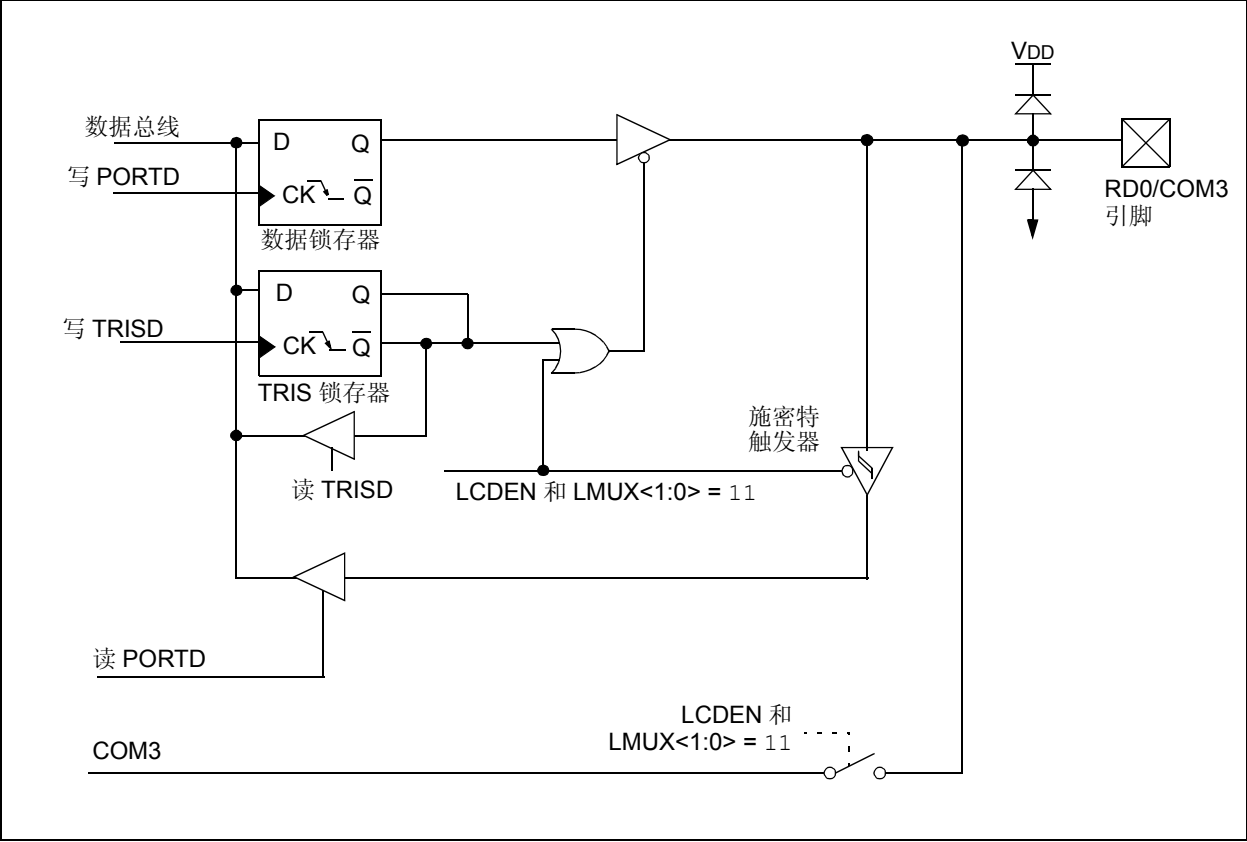 VDD
数据总线
D
Q
写 PORTD
CK
Q̅
RD0/COM3
引脚
数据锁存器
D
Q
写 TRISD
CK
Q̅
TRIS 锁存器
施密特
触发器
读 TRISD
LCDEN 和 LMUX<1:0> = 11
读 PORTD
LCDEN 和
LMUX<1:0> = 11
COM3